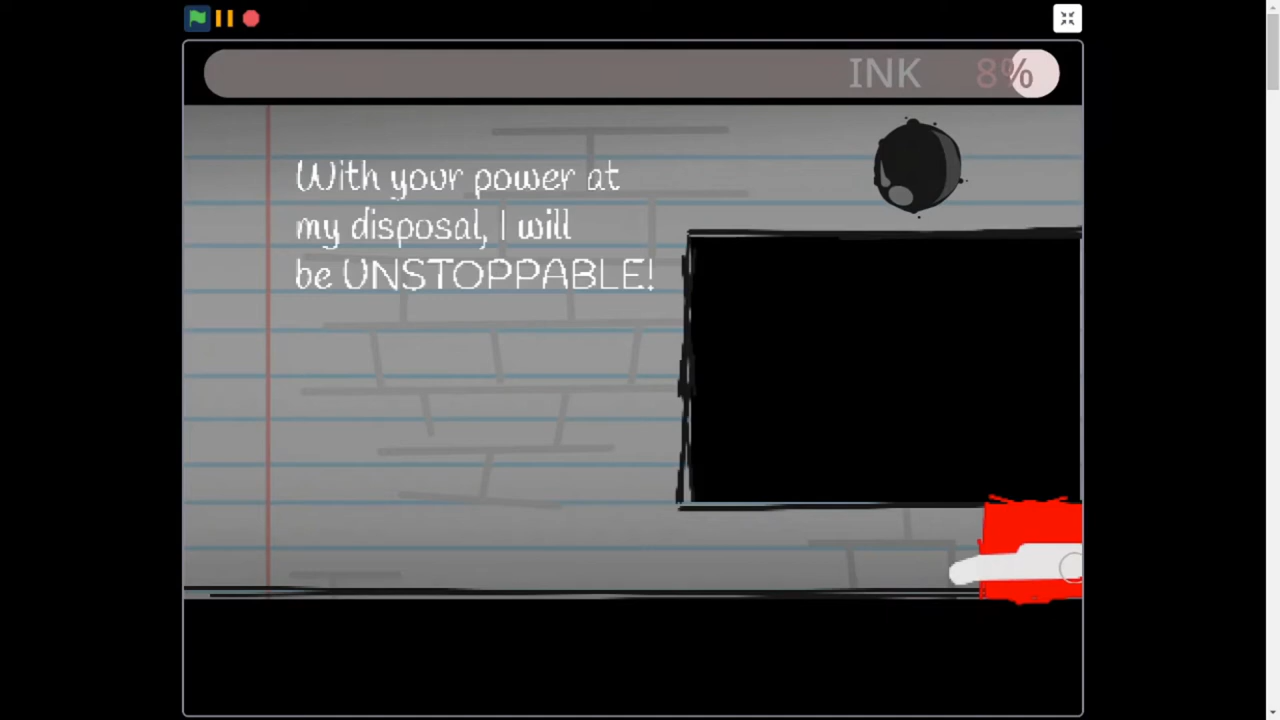 INK 8%
With your power at
my disposal, I will
be UNSTOPPABLE!